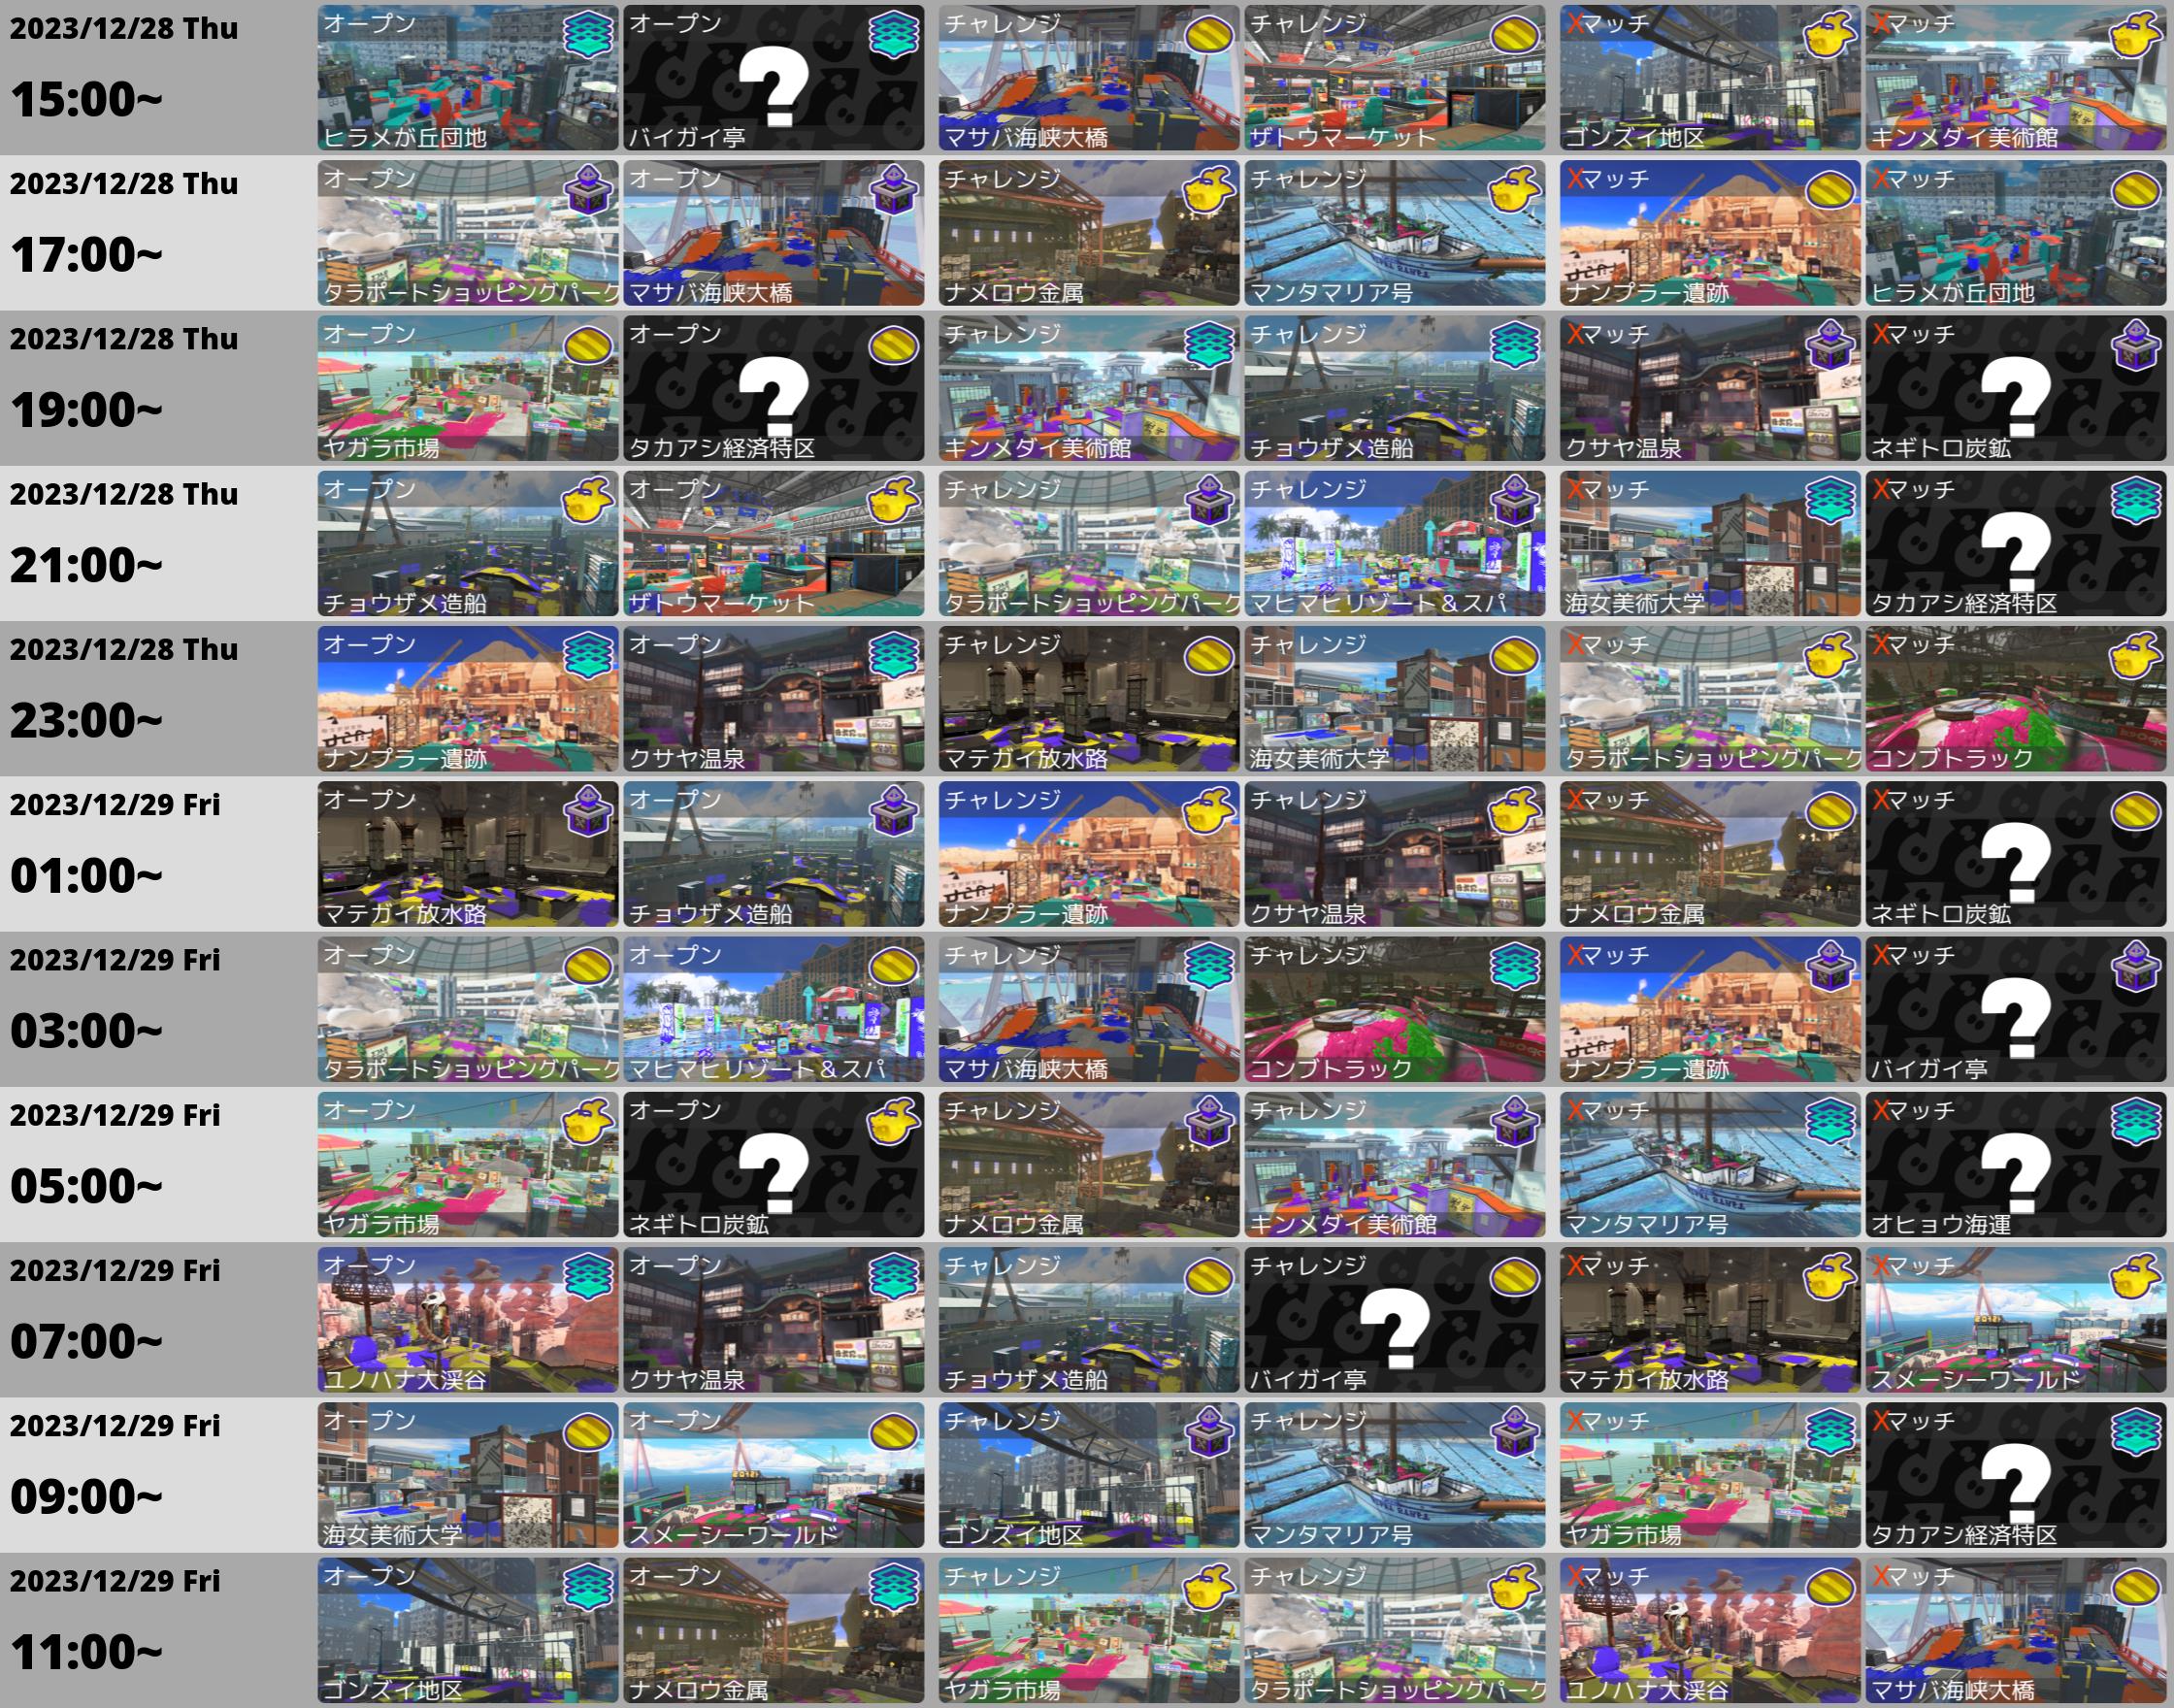 2023/12/28 Thu
15:00~
オープン オープン チャレンジ チャレンジ Xマッチ Xマッチ
ヒラメが丘団地 バイガイ亭 マサバ海峡大橋 ザトウマーケット ゴンズイ地区 キンメダイ美術館
2023/12/28 Thu
17:00~
オープン オープン チャレンジ チャレンジ Xマッチ Xマッチ
タラポートショッピングパーク マサバ海峡大橋 ナメロウ金属 マンタマリア号 ナンプラー遺跡 ヒラメが丘団地
2023/12/28 Thu
19:00~
オープン オープン チャレンジ チャレンジ Xマッチ Xマッチ
ヤガラ市場 タカアシ経済特区 キンメダイ美術館 チョウザメ造船 クサヤ温泉 ネギトロ炭鉱
2023/12/28 Thu
21:00~
オープン オープン チャレンジ チャレンジ Xマッチ Xマッチ
チョウザメ造船 ザトウマーケット タラポートショッピングパーク マヒマヒリゾート&スパ 海女美術大学 タカアシ経済特区
2023/12/28 Thu
23:00~
オープン オープン チャレンジ チャレンジ Xマッチ Xマッチ
ナンプラー遺跡 クサヤ温泉 マテガイ放水路 海女美術大学 タラポートショッピングパーク コンブトラック
2023/12/29 Fri
01:00~
オープン オープン チャレンジ チャレンジ Xマッチ Xマッチ
マテガイ放水路 チョウザメ造船 ナンプラー遺跡 クサヤ温泉 ナメロウ金属 ネギトロ炭鉱
2023/12/29 Fri
03:00~
オープン オープン チャレンジ チャレンジ Xマッチ Xマッチ
タラポートショッピングパーク マヒマヒリゾート&スパ マサバ海峡大橋 コンブトラック ナンプラー遺跡 バイガイ亭
2023/12/29 Fri
05:00~
オープン オープン チャレンジ チャレンジ Xマッチ Xマッチ
ヤガラ市場 ネギトロ炭鉱 ナメロウ金属 キンメダイ美術館 マンタマリア号 オヒョウ海運
2023/12/29 Fri
07:00~
オープン オープン チャレンジ チャレンジ Xマッチ Xマッチ
ユノハナ大渓谷 クサヤ温泉 チョウザメ造船 バイガイ亭 マテガイ放水路 スメーシーワールド
2023/12/29 Fri
09:00~
オープン オープン チャレンジ チャレンジ Xマッチ Xマッチ
海女美術大学 スメーシーワールド ゴンズイ地区 マンタマリア号 ヤガラ市場 タカアシ経済特区
2023/12/29 Fri
11:00~
オープン オープン チャレンジ チャレンジ Xマッチ Xマッチ
ゴンズイ地区 ナメロウ金属 ヤガラ市場 タラポートショッピングパーク ユノハナ大渓谷 マサバ海峡大橋